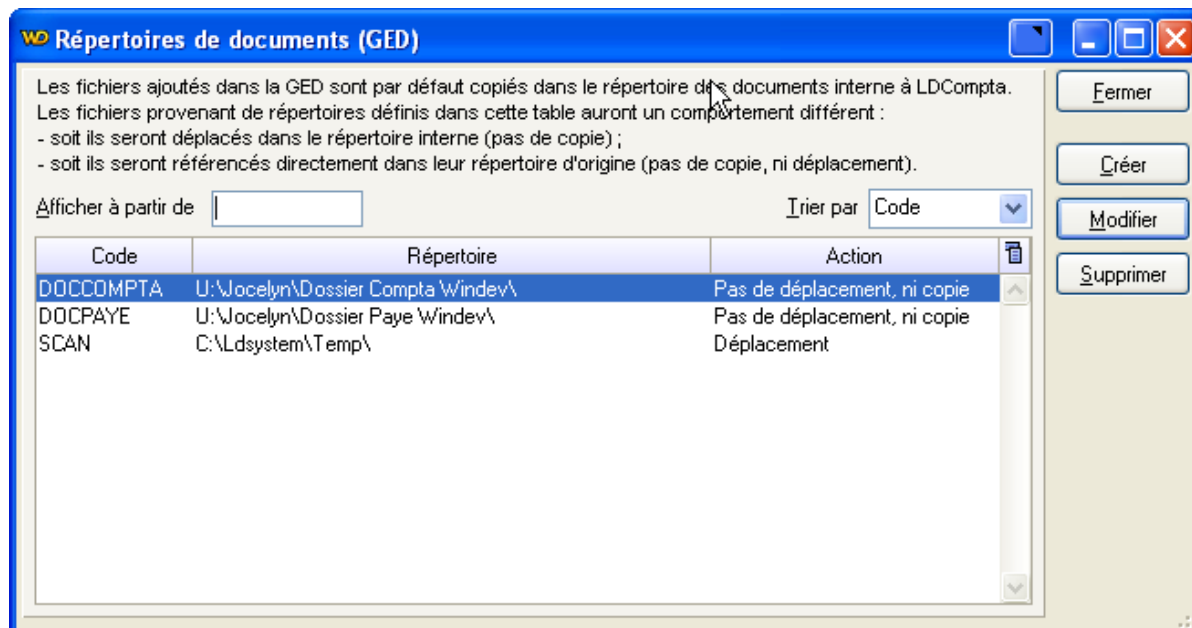 WD Répertoires de documents (GED)
Les fichiers ajoutés dans la GED sont par défaut copiés dans le répertoire des documents interne à LDCompta.
Les fichiers provenant de répertoires définis dans cette table auront un comportement différent :
- soit ils seront déplacés dans le répertoire interne (pas de copie) ;
- soit ils seront référencés directement dans leur répertoire d'origine (pas de copie, ni déplacement).
Fermer
Créer
Afficher à partir de Trier par Code
Modifier
Code Répertoire Action
Supprimer
DOCCOMPTA U:\Jocelyn\Dossier Compta Windev\ Pas de déplacement, ni copie
DOCPAYE U:\Jocelyn\Dossier Paye Windev\ Pas de déplacement, ni copie
SCAN C:\Ldsystem\Temp\ Déplacement